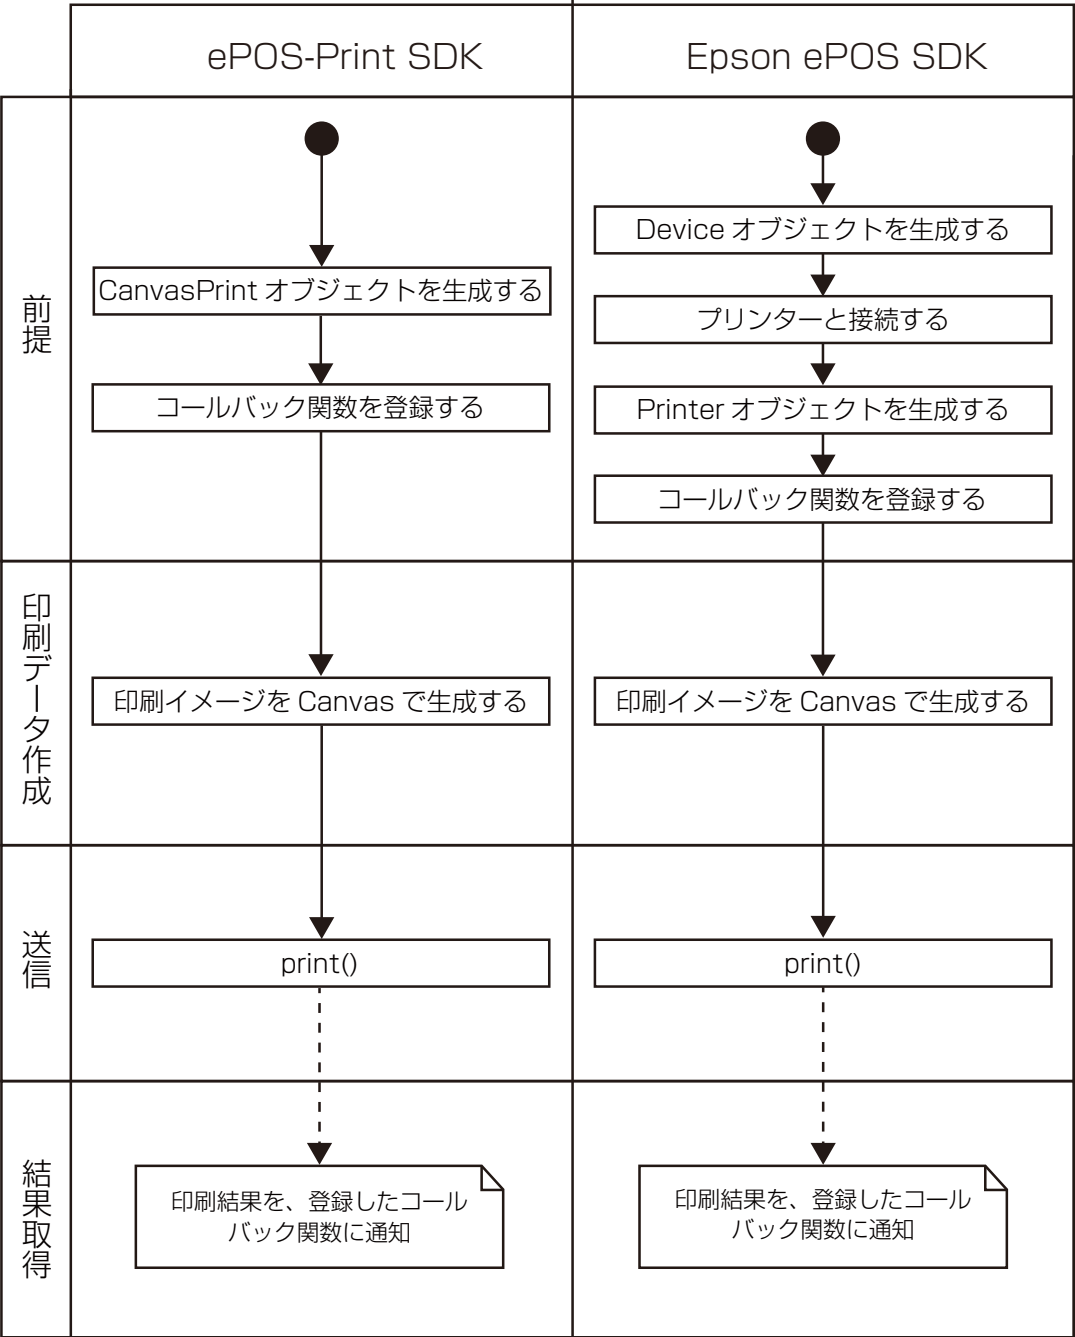 ePOS-Print SDK
Epson ePOS SDK
前提
CanvasPrint オブジェクトを生成する
コールバック関数を登録する
Device オブジェクトを生成する
プリンターと接続する
Printer オブジェクトを生成する
コールバック関数を登録する
印刷データ作成
印刷イメージを Canvas で生成する
印刷イメージを Canvas で生成する
送信
print()
print()
結果取得
印刷結果を、登録したコール
バック関数に通知
印刷結果を、登録したコール
バック関数に通知